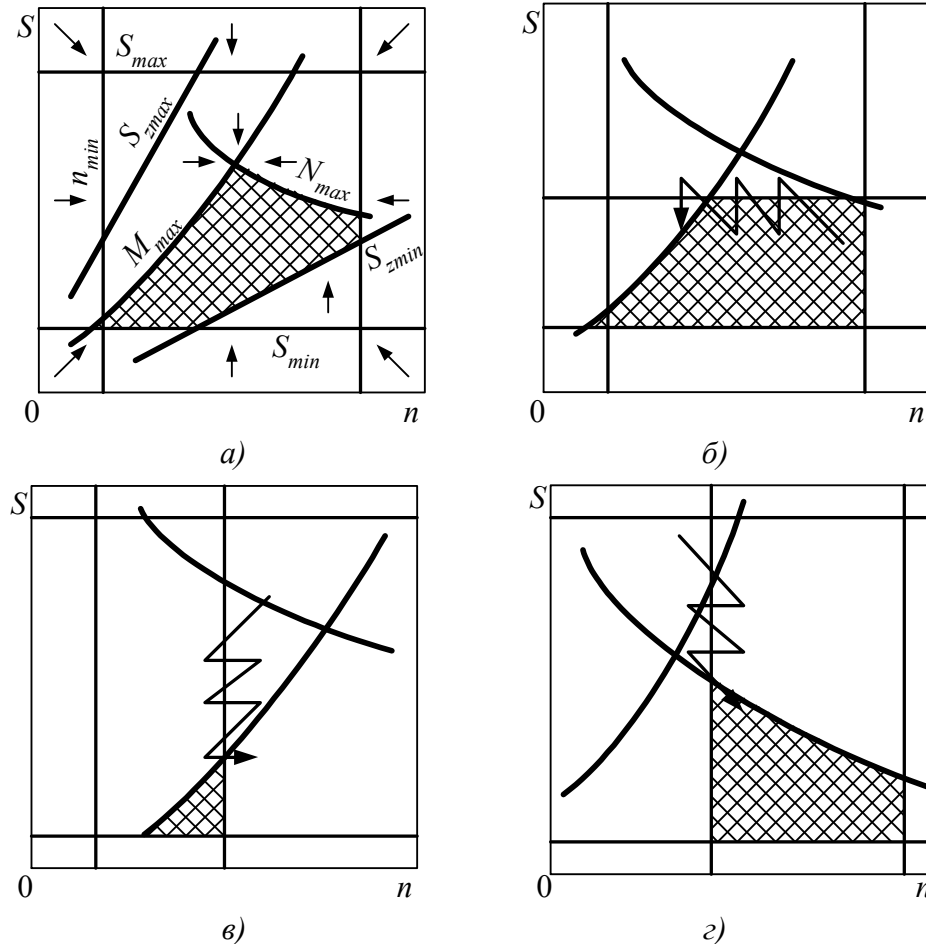 S
S_max
S_zmax
n_min
N_max
M_max
S_zmin
S_min
0
n
а)
S
0
n
б)
S
0
n
в)
S
0
n
г)